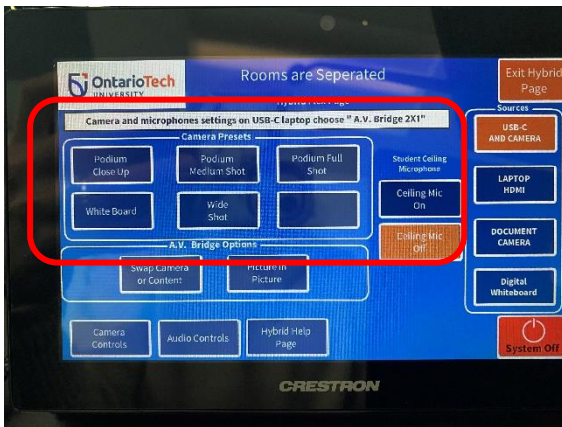 OntarioTech
UNIVERSITY
Rooms are Seperated
Exit Hybrid
Page
Camera and microphones settings on USB-C laptop choose " A.V. Bridge 2X1"
Camera Presets
Podium
Close Up
Podium
Medium Shot
Podium Full
Shot
White Board
Wide
Shot
Student Ceiling
Microphone
Ceiling Mic
On
Ceiling Mic
Off
A.V. Bridge Options
Swap Camera
or Content
Picture in
Picture
Camera
Controls
Audio Controls
Hybrid Help
Page
Sources
USB-C
AND CAMERA
LAPTOP
HDMI
DOCUMENT
CAMERA
Digital
Whiteboard
System Off
CRESTRON